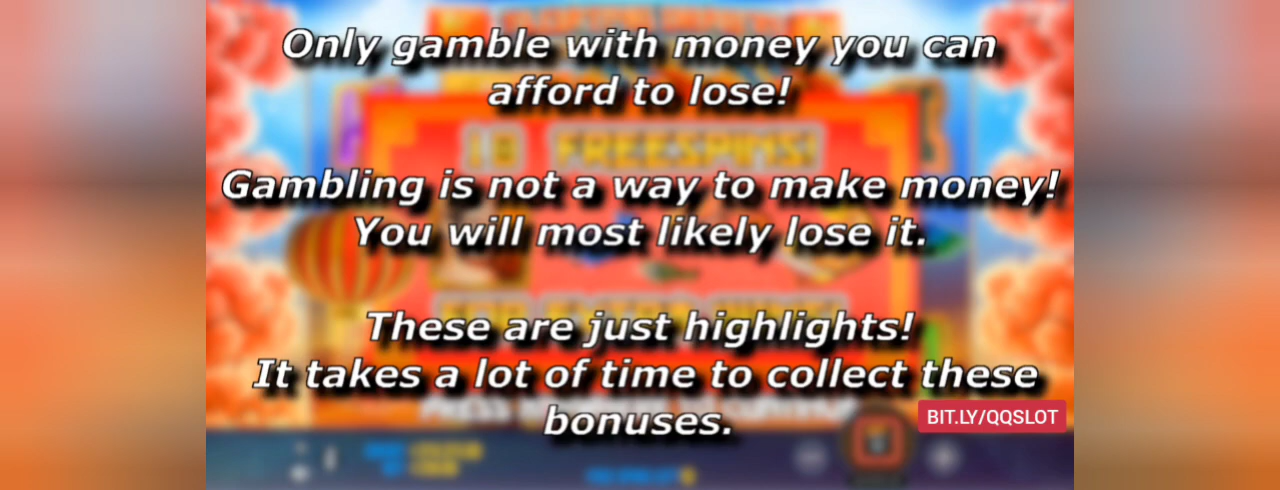 Only gamble with money you can
afford to lose!
Gambling is not a way to make money!
You will most likely lose it.
These are just highlights!
It takes a lot of time to collect these
bonuses.
BIT.LY/QQSLOT
10 FREESPINS!